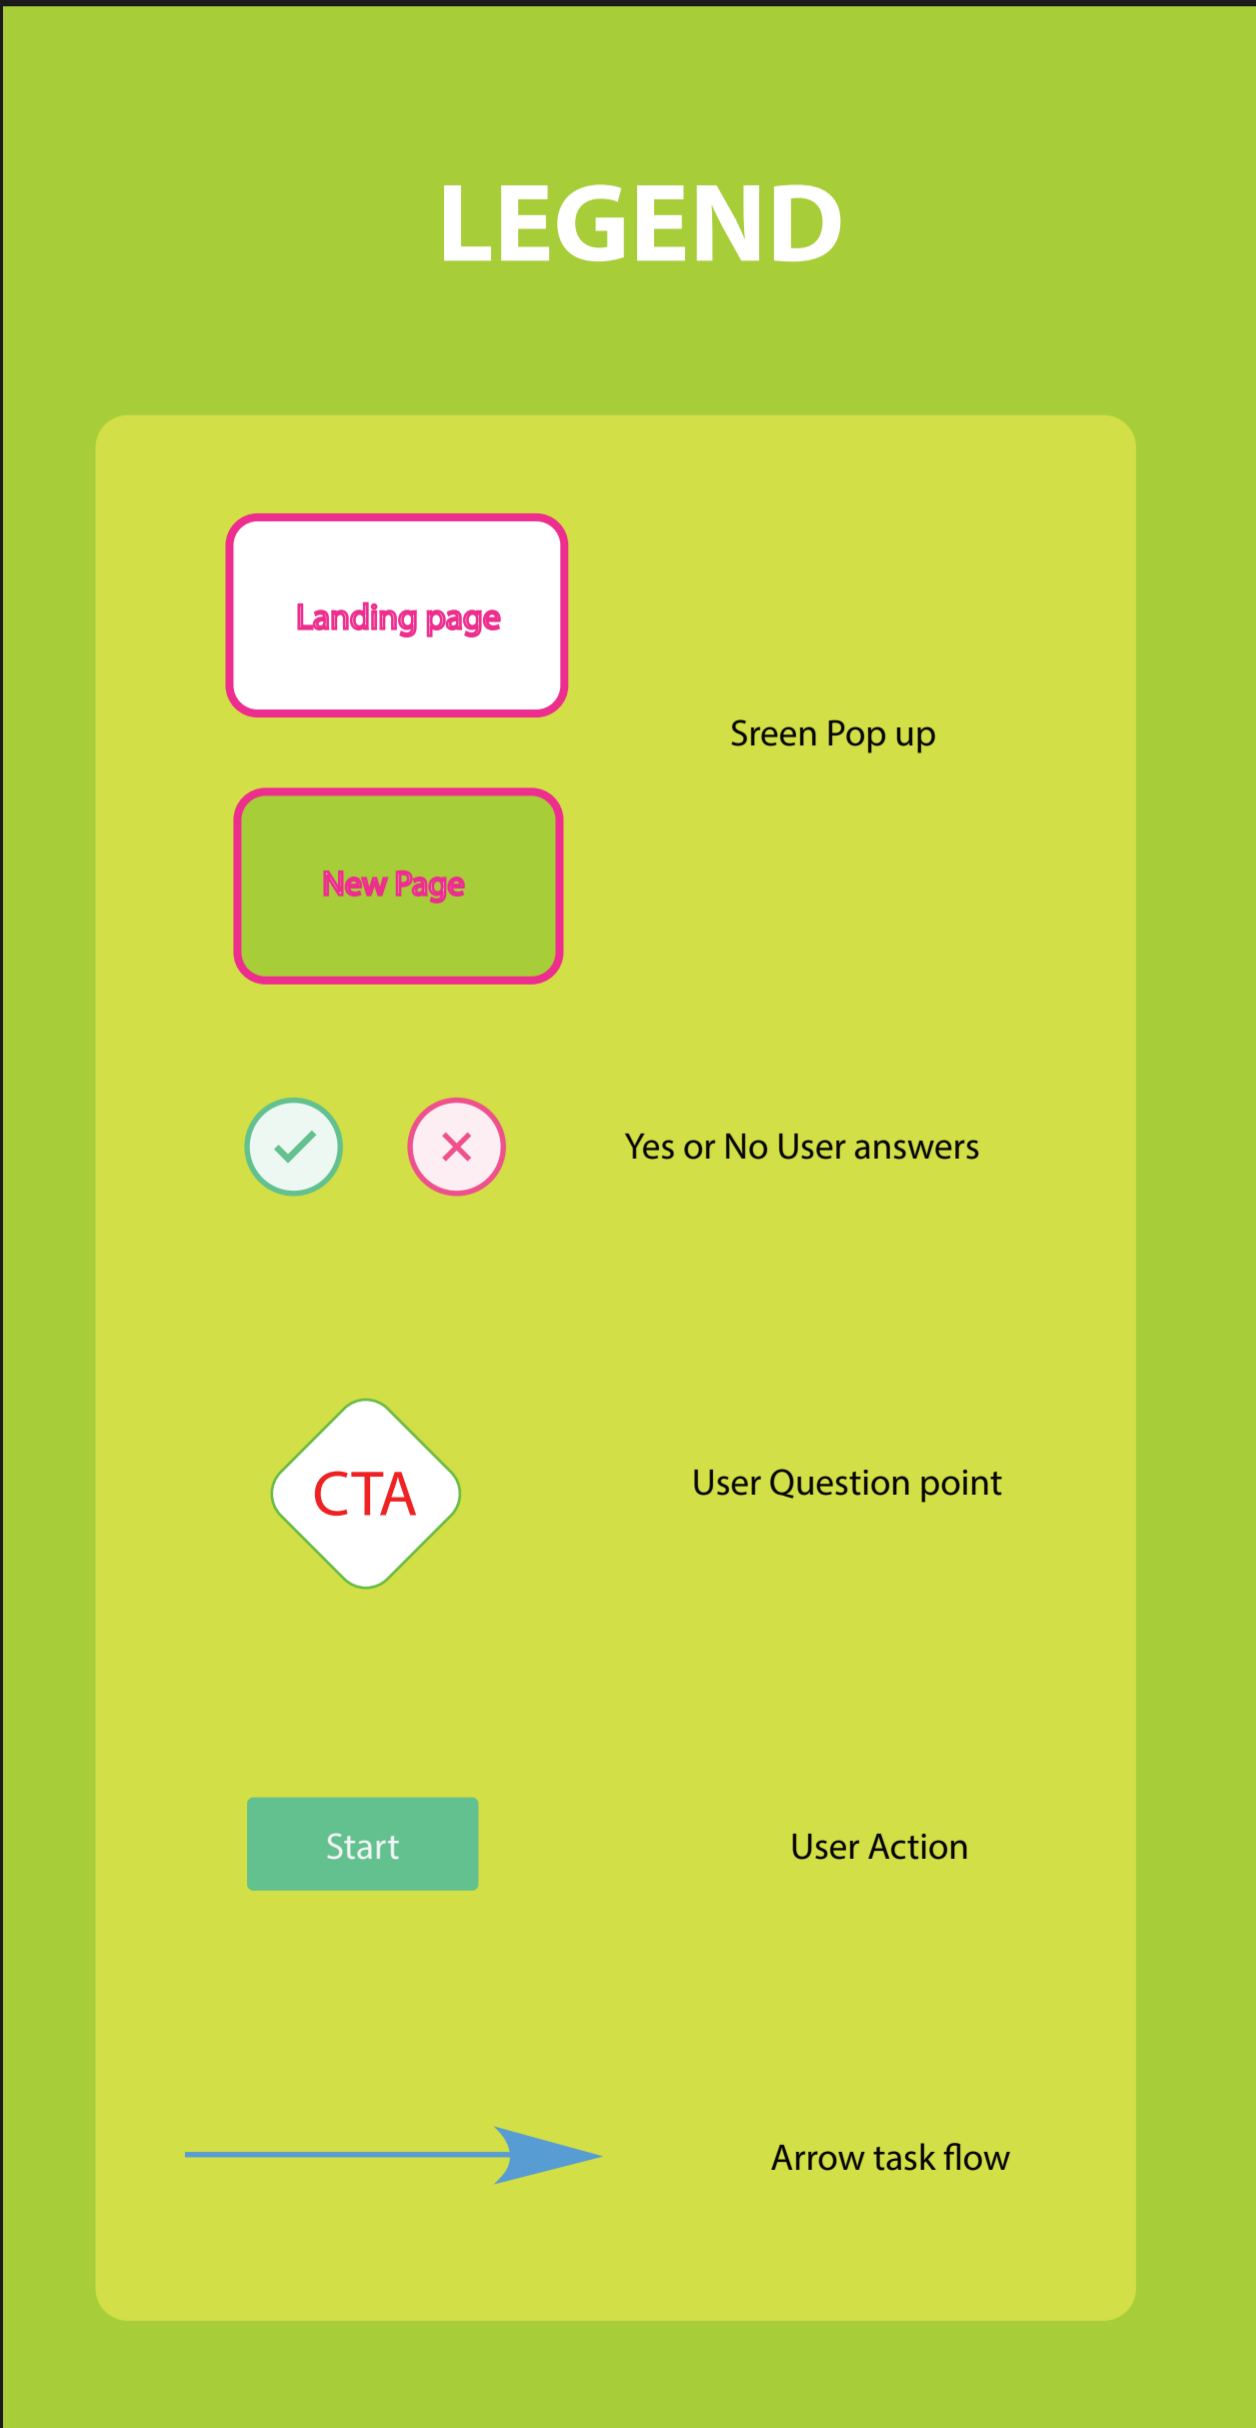 LEGEND
Landing page
Sreen Pop up
New Page
Yes or No User answers
CTA
User Question point
Start
User Action
Arrow task flow